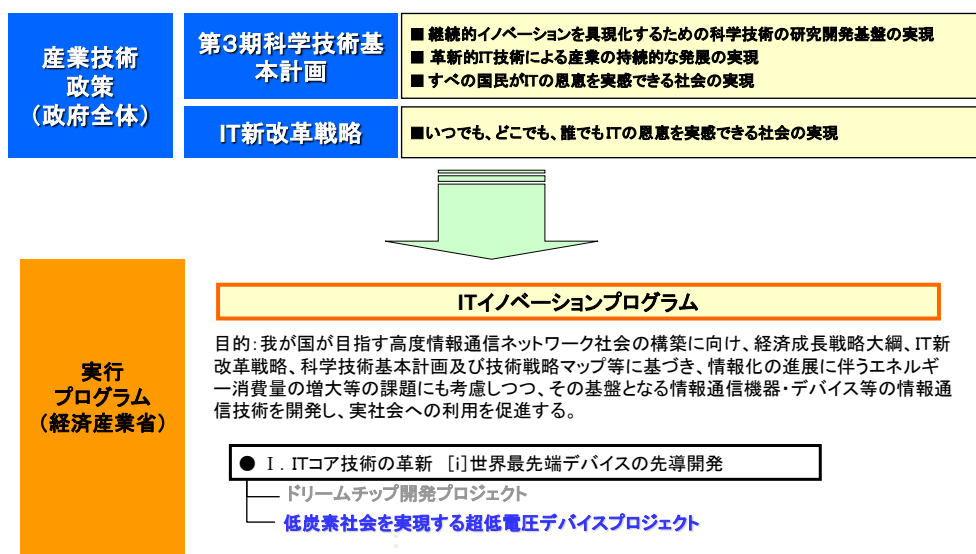 産業技術
政策
（政府全体）
第３期科学技術基
本計画
■ 継続的イノベーションを具現化するための科学技術の研究開発基盤の実現
■ 革新的IT技術による産業の持続的な発展の実現
■ すべの国民がITの恩恵を実感できる社会の実現
IT新改革戦略
■いつでも、どこでも、誰でもITの恩恵を実感できる社会の実現
実行
プログラム
（経済産業省）
ITイノベーションプログラム
目的：我が国が目指す高度情報通信ネットワーク社会の構築に向け、経済成長戦略大綱、IT新
改革戦略、科学技術基本計画及び技術戦略マップ等に基づき、情報化の進展に伴うエネルギ
ー消費量の増大等の課題にも考慮しつつ、その基盤となる情報通信機器・デバイス等の情報通
信技術を開発し、実社会への利用を促進する。
● Ⅰ．ITコア技術の革新 [i]世界最先端デバイスの先導開発
ドリームチップ開発プロジェクト
低炭素社会を実現する超低電圧デバイスプロジェクト